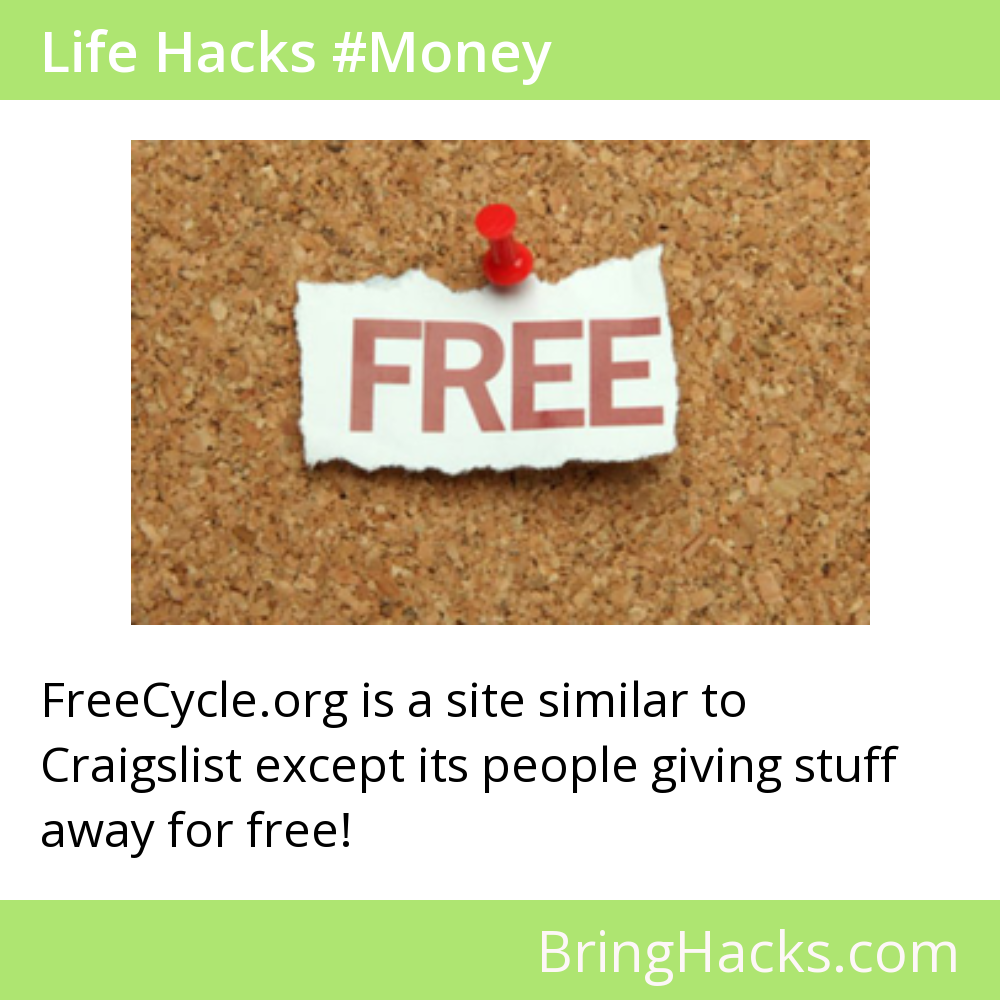 Life Hacks #Money
FREE
FreeCycle.org is a site similar to
Craigslist except its people giving stuff
away for free!
BringHacks.com